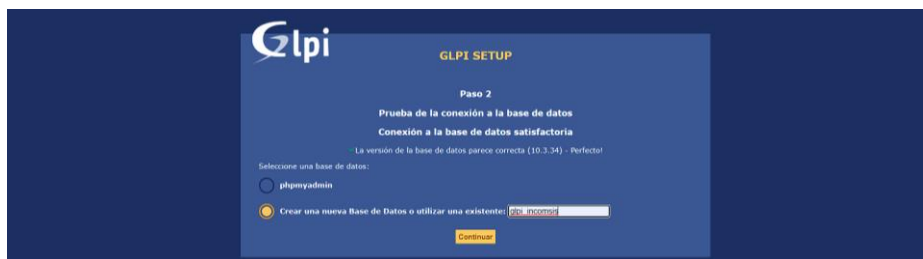 Glpi
GLPI SETUP
Paso 2
Prueba de la conexión a la base de datos
Conexión a la base de datos satisfactoria
La versión de la base de datos parece correcta (10.3.34) - Perfecto!
Seleccione una base de datos:
phpmyadmin
Crear una nueva Base de Datos o utilizar una existente: glpi_incomsis
Continuar